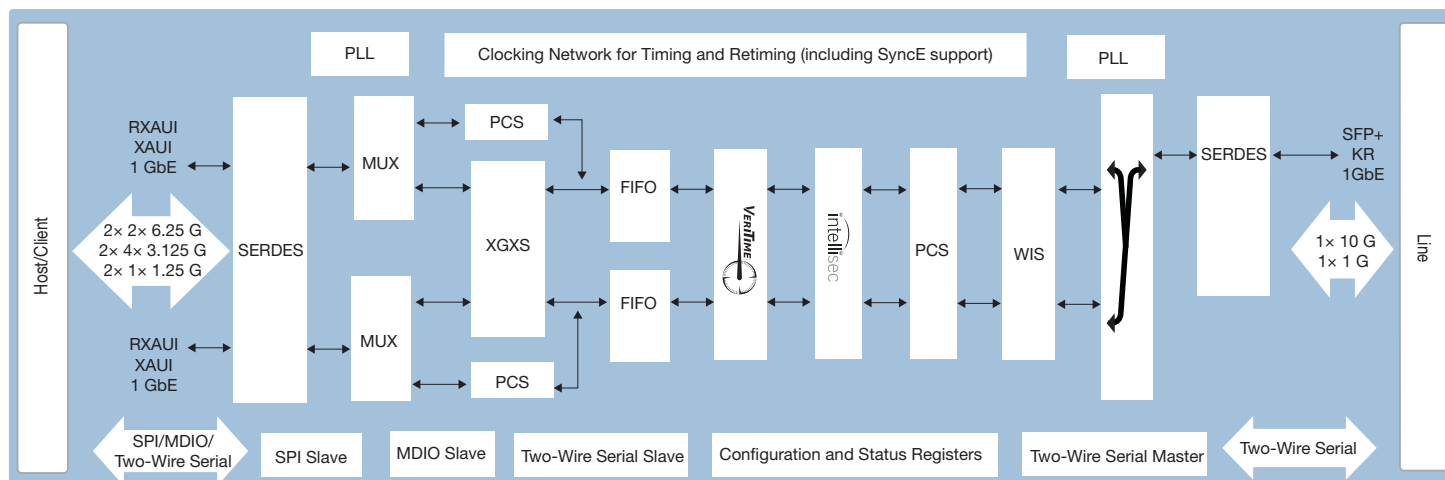 PLL
Clocking Network for Timing and Retiming (including SyncE support)
PLL
Host/Client
RXAUI
XAUI
1 GbE
2× 2× 6.25 G
2× 4× 3.125 G
2× 1× 1.25 G
RXAUI
XAUI
1 GbE
SERDES
MUX
MUX
PCS
XGXS
PCS
FIFO
FIFO
VERITIME
intellisec
PCS
WIS
SERDES
SFP+
KR
1GbE
1× 10 G
1× 1 G
Line
SPI/MDIO/
Two-Wire Serial
SPI Slave
MDIO Slave
Two-Wire Serial Slave
Configuration and Status Registers
Two-Wire Serial Master
Two-Wire Serial